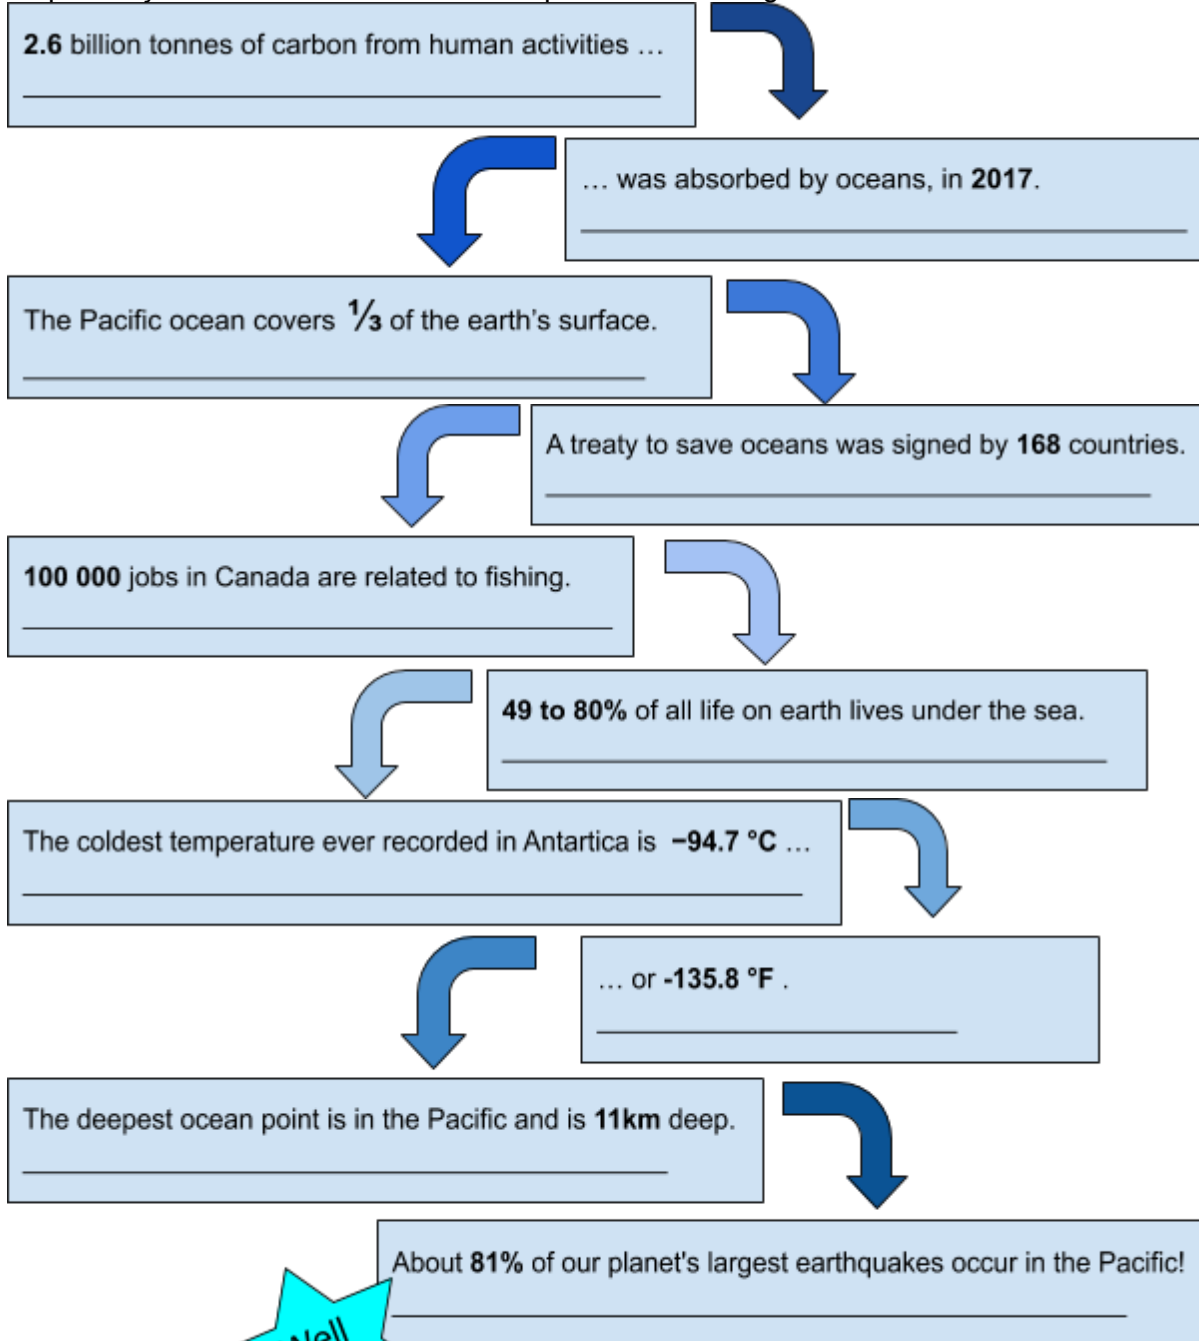 2.6 billion tonnes of carbon from human activities …
… was absorbed by oceans, in 2017.
The Pacific ocean covers ⅓ of the earth's surface.
A treaty to save oceans was signed by 168 countries.
100 000 jobs in Canada are related to fishing.
49 to 80% of all life on earth lives under the sea.
The coldest temperature ever recorded in Antartica is −94.7 °C …
… or -135.8 °F .
The deepest ocean point is in the Pacific and is 11km deep.
About 81% of our planet's largest earthquakes occur in the Pacific!
Well